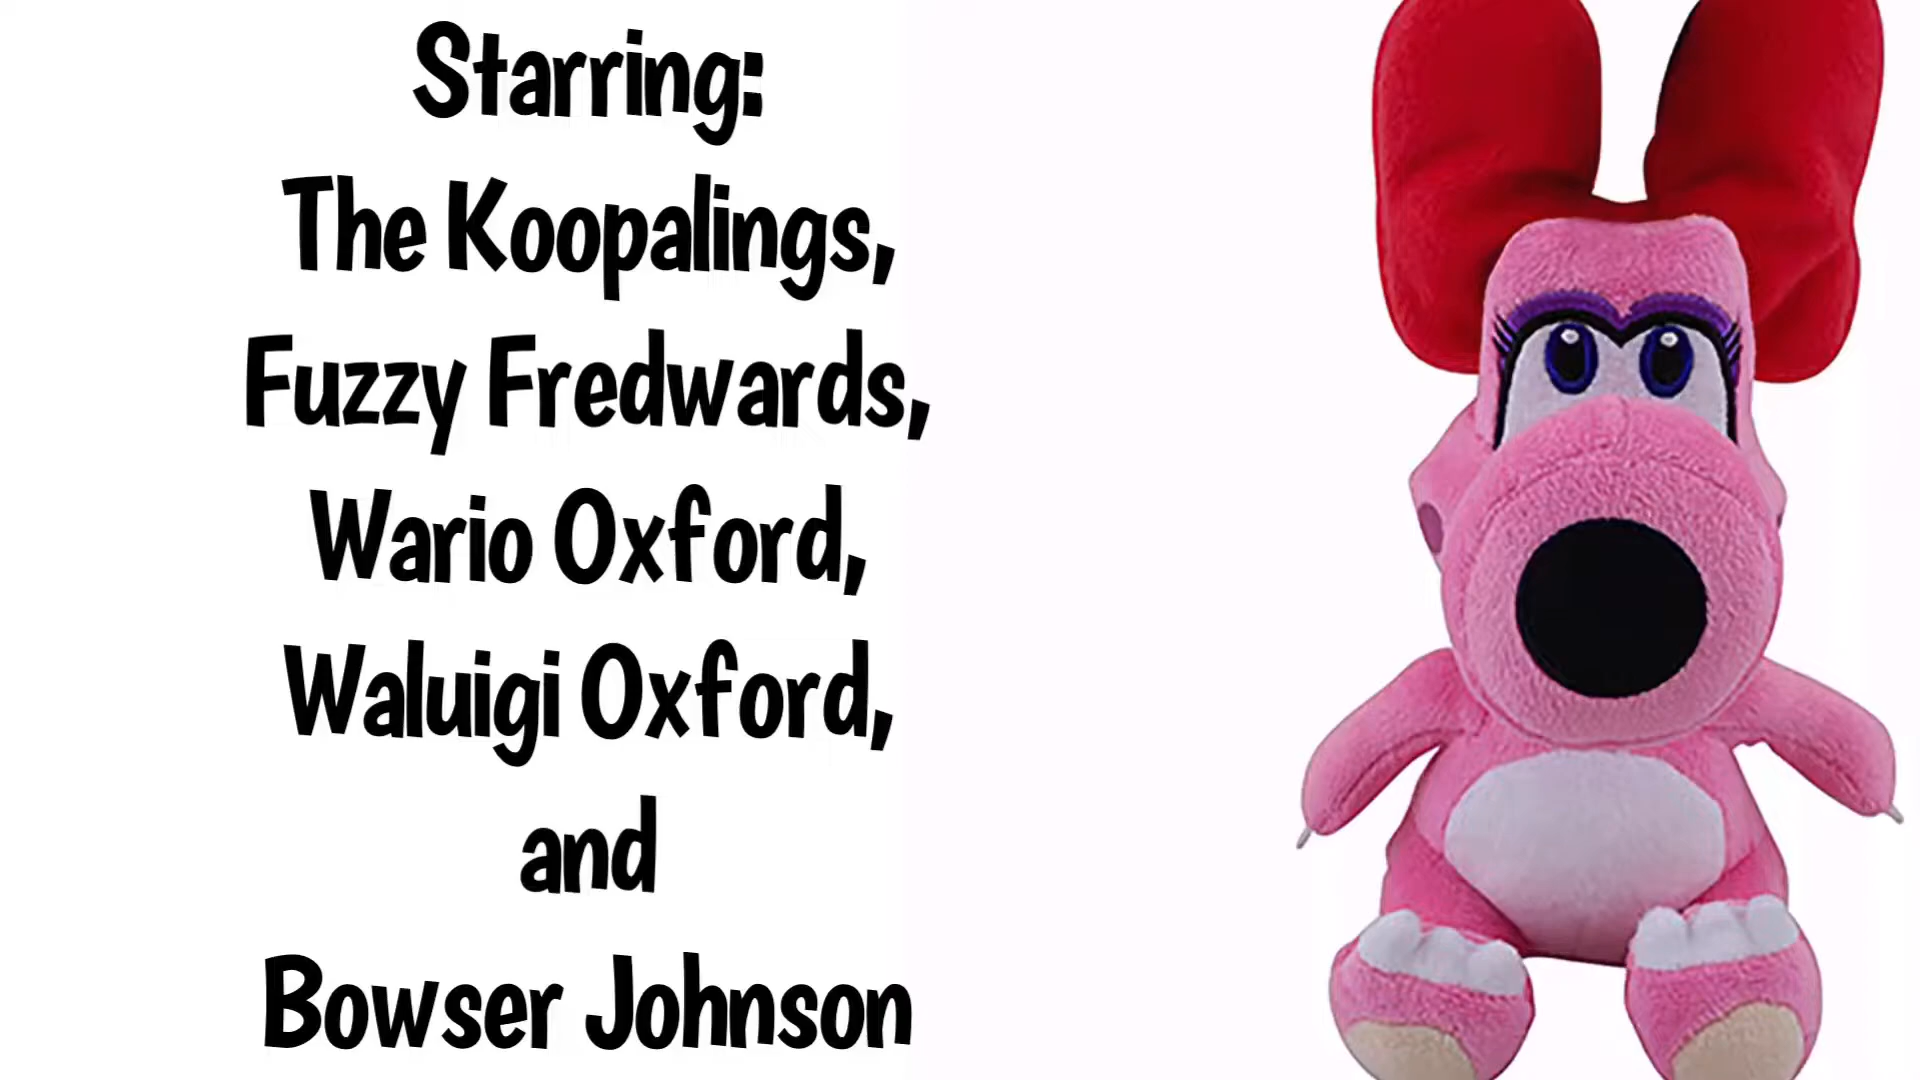 Starring:
The Koopalings,
Fuzzy Fredwards,
Wario Oxford,
Waluigi Oxford,
and
Bowser Johnson